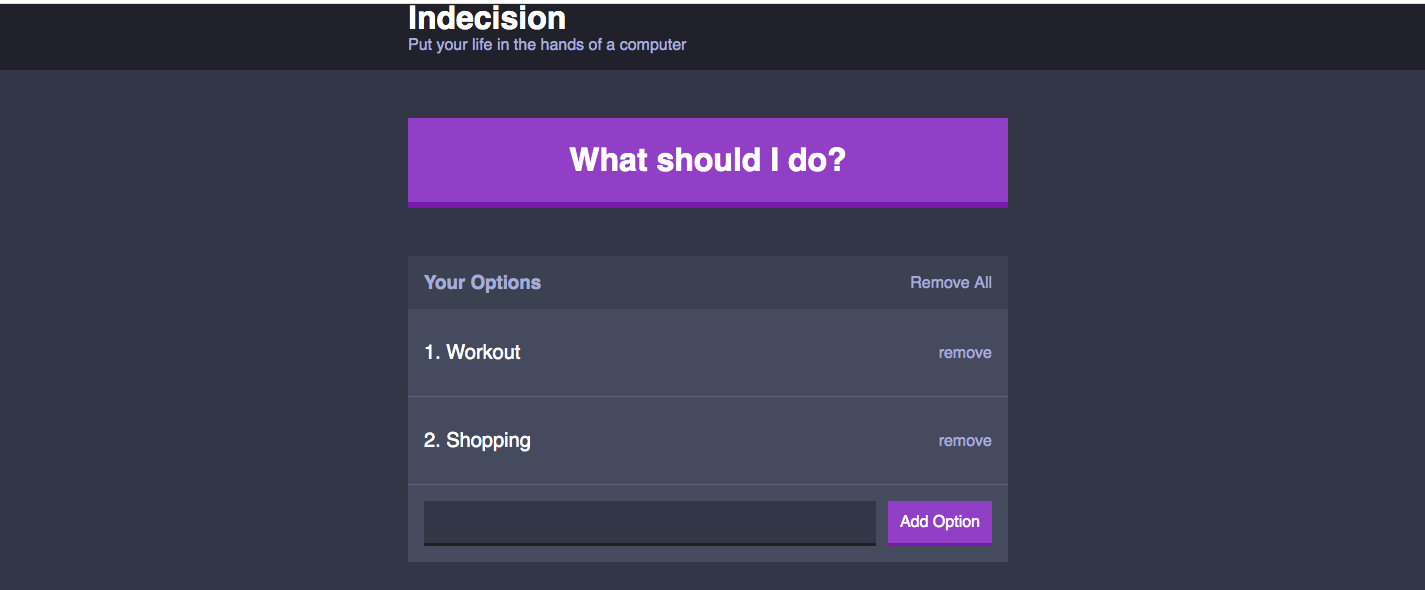 Indecision
Put your life in the hands of a computer
What should I do?
Your Options
Remove All
1. Workout
remove
2. Shopping
remove
Add Option